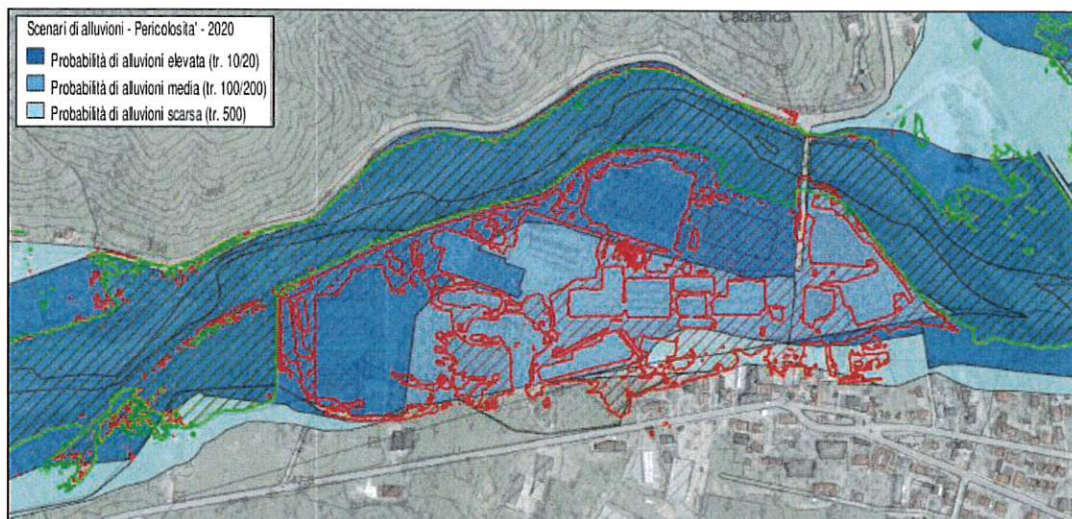 Scenari di alluvioni - Pericolosita' - 2020
Probabilità di alluvioni elevata (tr. 10/20)
Probabilità di alluvioni media (tr. 100/200)
Probabilità di alluvioni scarsa (tr. 500)
Cabranca